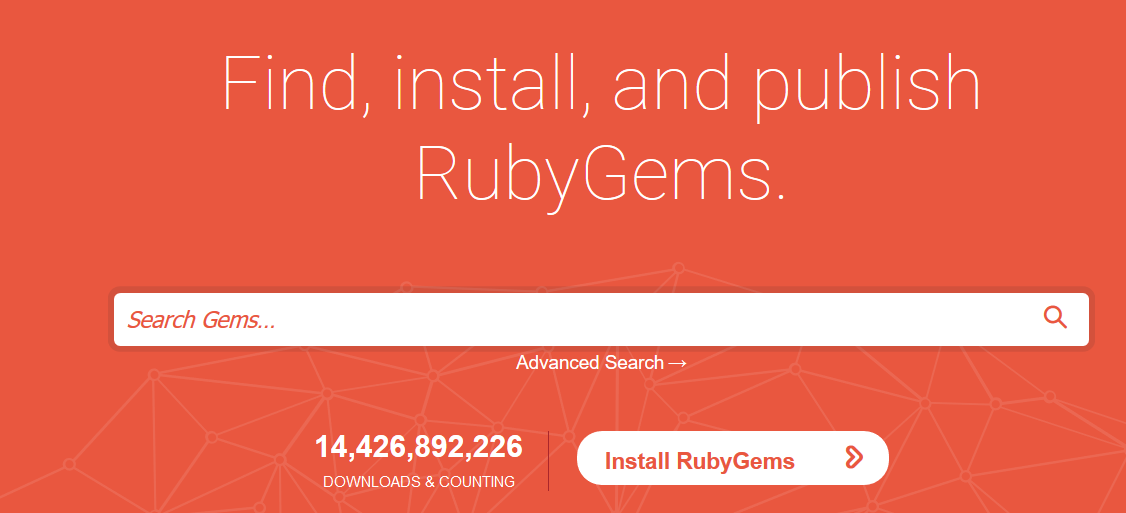 Find, install, and publish
RubyGems.
Search Gems...
Advanced Search →
14,426,892,226
DOWNLOADS & COUNTING
Install RubyGems